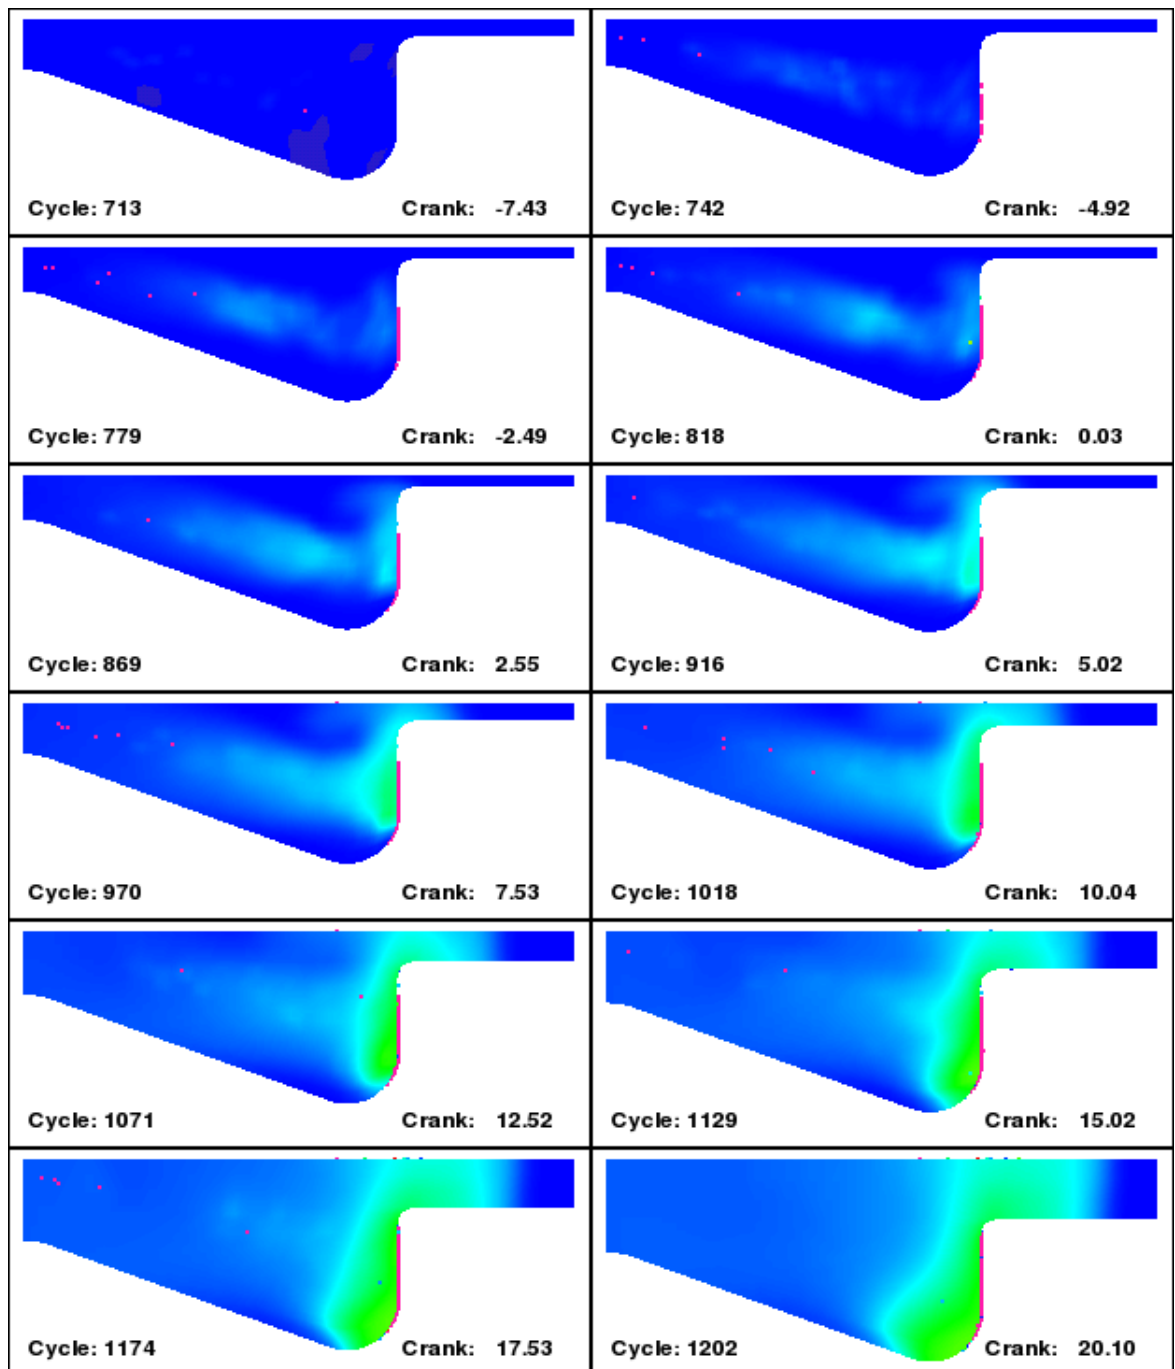 Cycle: 713 Crank: -7.43
Cycle: 742 Crank: -4.92
Cycle: 779 Crank: -2.49
Cycle: 818 Crank: 0.03
Cycle: 869 Crank: 2.55
Cycle: 916 Crank: 5.02
Cycle: 970 Crank: 7.53
Cycle: 1018 Crank: 10.04
Cycle: 1071 Crank: 12.52
Cycle: 1129 Crank: 15.02
Cycle: 1174 Crank: 17.53
Cycle: 1202 Crank: 20.10